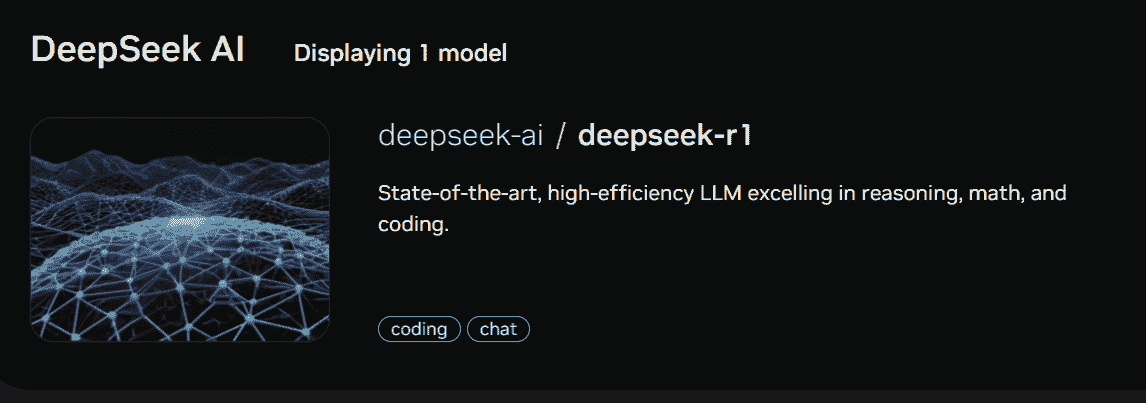 DeepSeek AI Displaying 1 model
deepseek-ai / deepseek-r1
State-of-the-art, high-efficiency LLM excelling in reasoning, math, and
coding.
coding chat